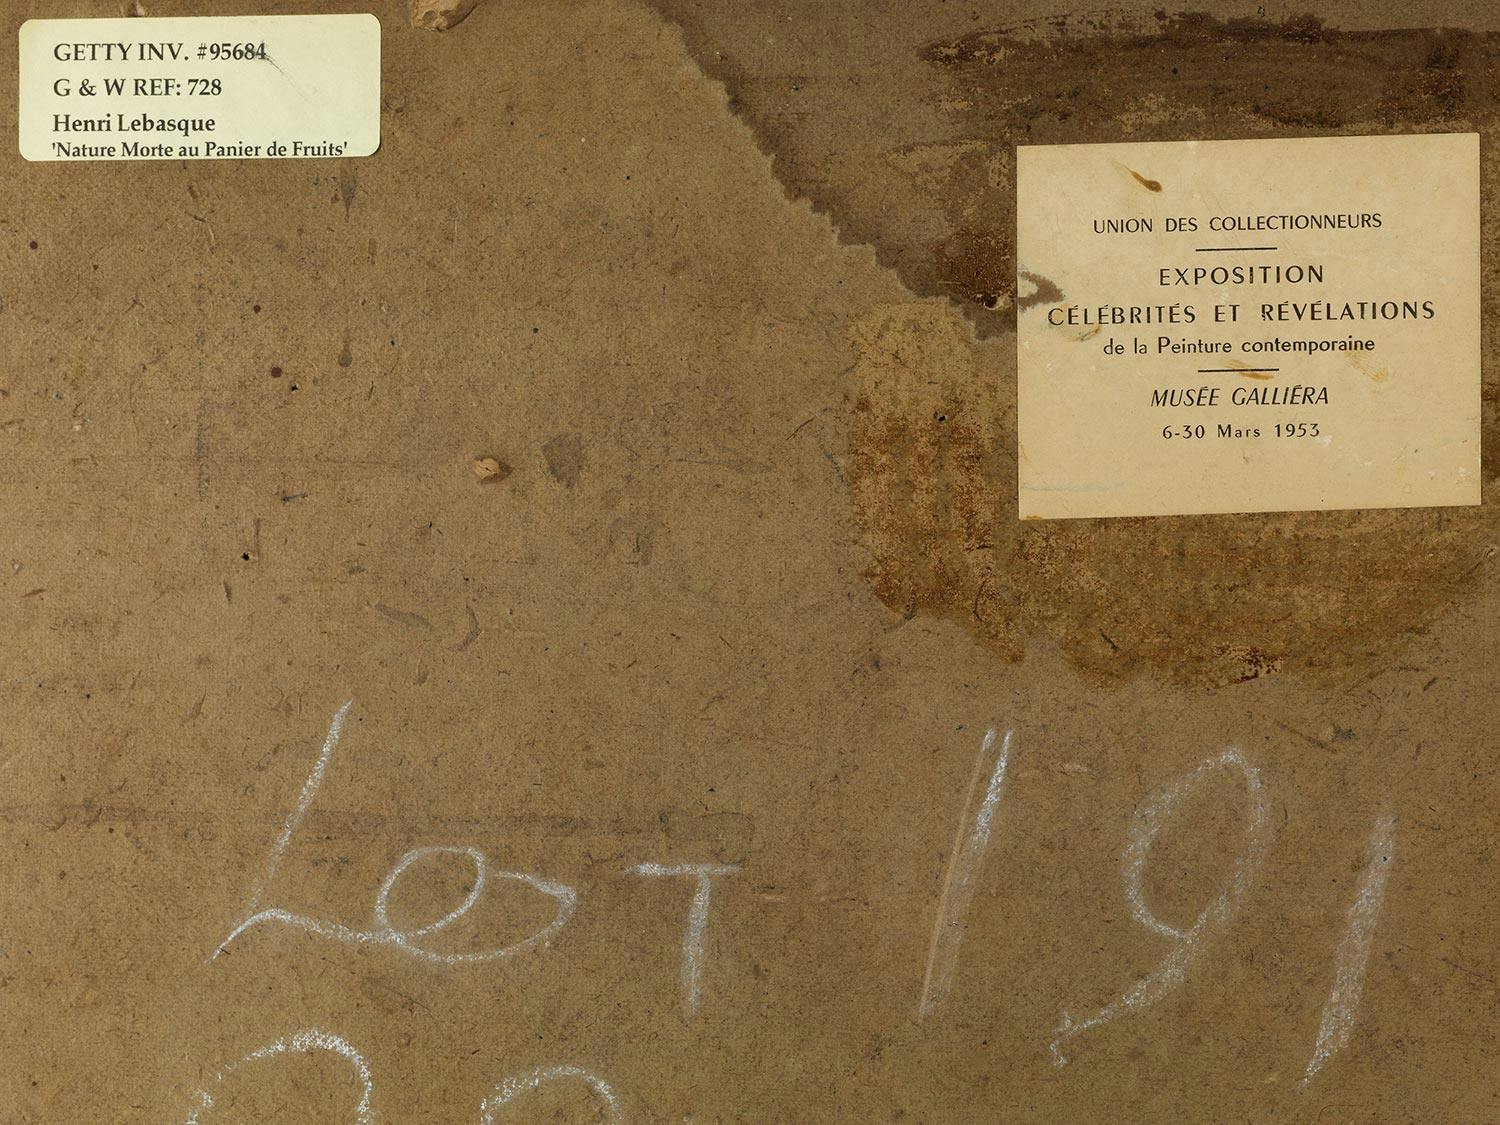 GETTY INV. #95684
G & W REF: 728
Henri Lebasque
'Nature Morte au Panier de Fruits'
UNION DES COLLECTIONNEURS
EXPOSITION
CÉLÉBRITÉS ET RÉVÉLATIONS
de la Peinture contemporaine
MUSÉE GALLIÉRA
6-30 Mars 1953
LOT 191